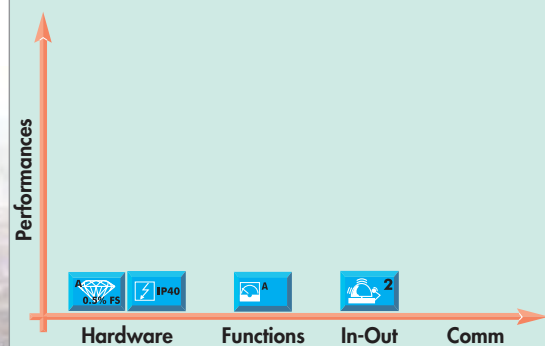 Performances
A
0.5% FS
IP40
A
2
Hardware
Functions
In-Out
Comm